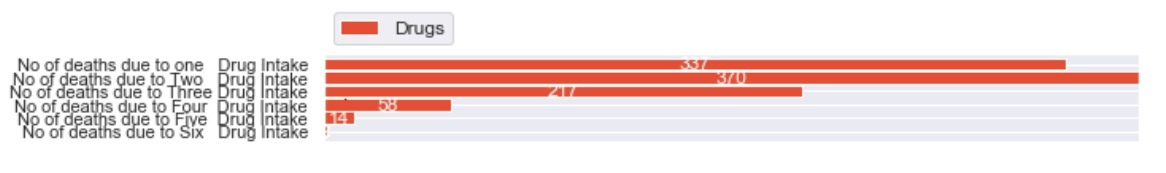 Drugs
No of deaths due to one Drug Intake 337
No of deaths due to Two Drug Intake 370
No of deaths due to Three Drug Intake 217
No of deaths due to Four Drug Intake 58
No of deaths due to Five Drug Intake 14
No of deaths due to Six Drug Intake